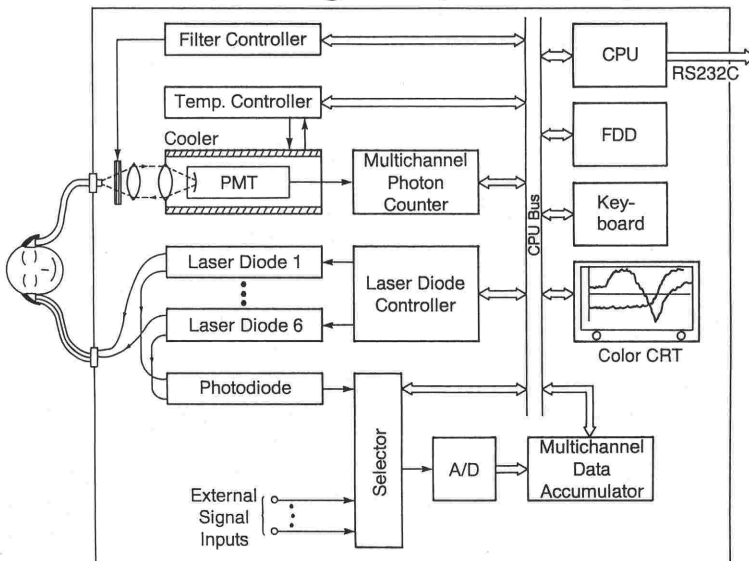 Filter Controller
CPU
RS232C
Temp. Controller
FDD
Cooler
PMT
Multichannel
Photon
Counter
Key-
board
CPU Bus
Laser Diode 1
Laser Diode
Controller
Laser Diode 6
Color CRT
Photodiode
Selector
A/D
Multichannel
Data
Accumulator
External
Signal
Inputs